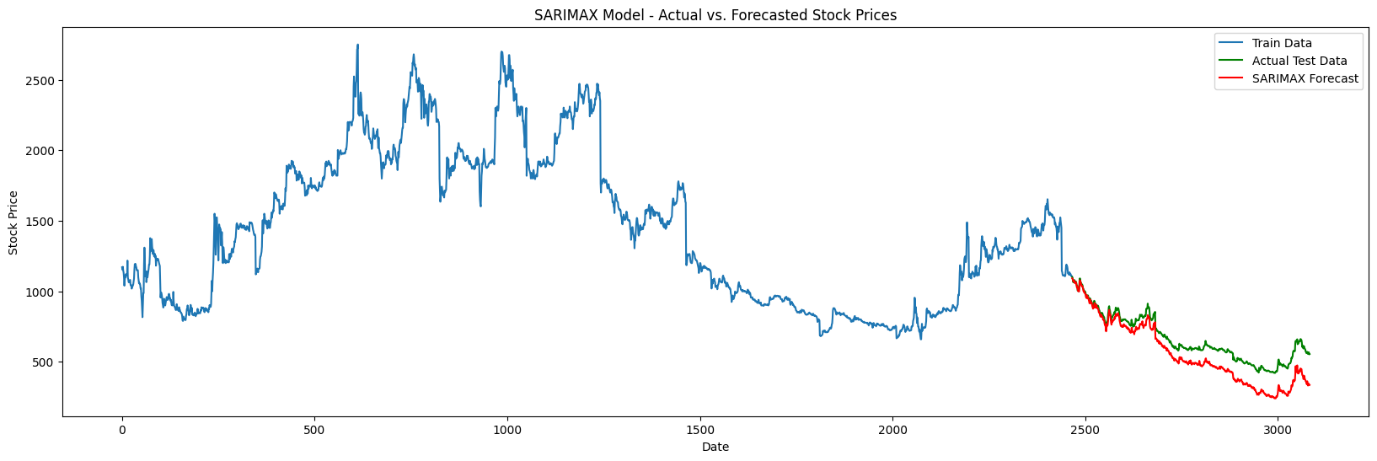 SARIMAX Model - Actual vs. Forecasted Stock Prices
Train Data
Actual Test Data
SARIMAX Forecast
Stock Price
2500
2000
1500
1000
500
0
500
1000
1500
2000
2500
3000
Date